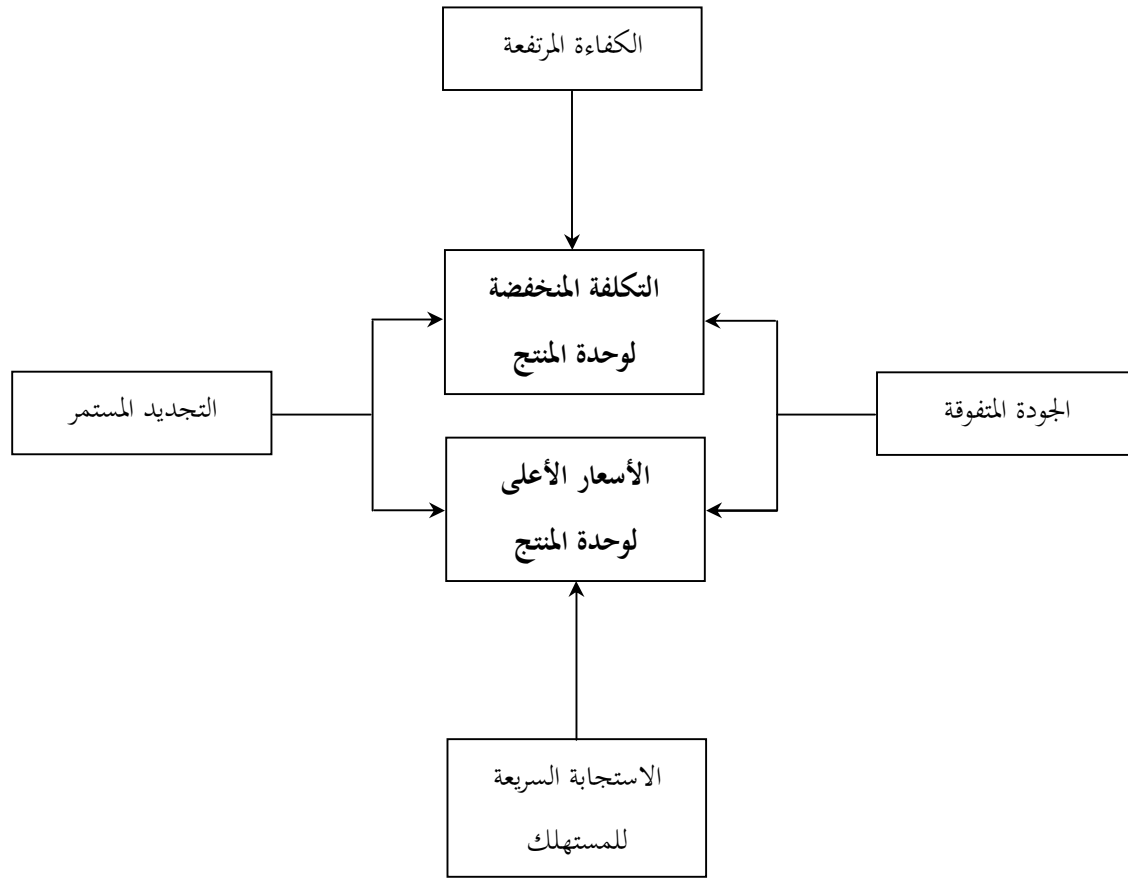 الكفاءة المرتفعة
التكلفة المنخفضة
لوحدة المنتج
الجودة المتفوقة
التجديد المستمر
الأسعار الأعلى
لوحدة المنتج
الاستجابة السريعة
للمستهلك